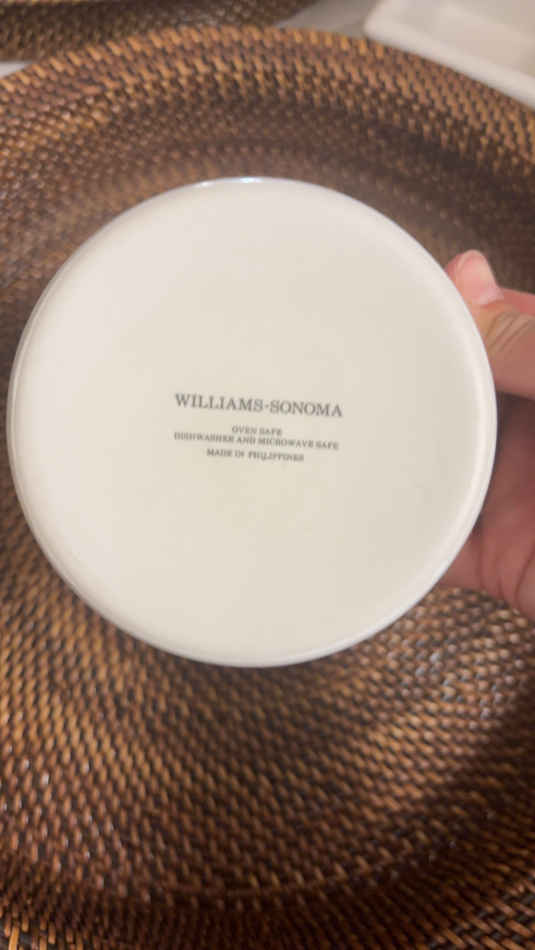 WILLIAMS-SONOMA
OVEN SAFE
DISHWASHER AND MICROWAVE SAFE
MADE IN PHILIPPINES